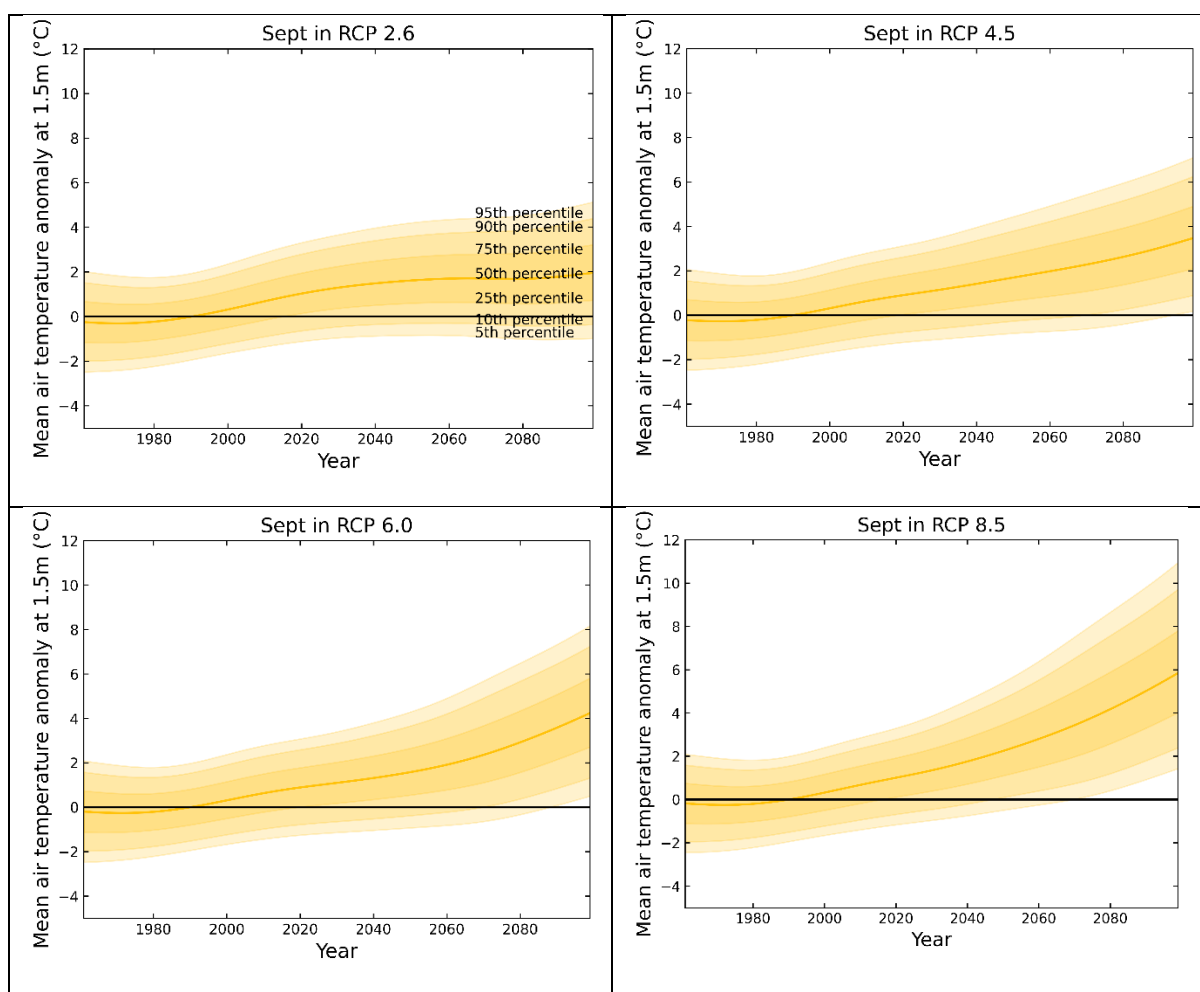 Sept in RCP 2.6
Mean air temperature anomaly at 1.5m (°C)
12
10
8
6
4
2
0
−2
−4
95th percentile
90th percentile
75th percentile
50th percentile
25th percentile
10th percentile
5th percentile
1980 2000 2020 2040 2060 2080
Year
Sept in RCP 4.5
Mean air temperature anomaly at 1.5m (°C)
12
10
8
6
4
2
0
−2
−4
1980 2000 2020 2040 2060 2080
Year
Sept in RCP 6.0
Mean air temperature anomaly at 1.5m (°C)
12
10
8
6
4
2
0
−2
−4
1980 2000 2020 2040 2060 2080
Year
Sept in RCP 8.5
Mean air temperature anomaly at 1.5m (°C)
12
10
8
6
4
2
0
−2
−4
1980 2000 2020 2040 2060 2080
Year